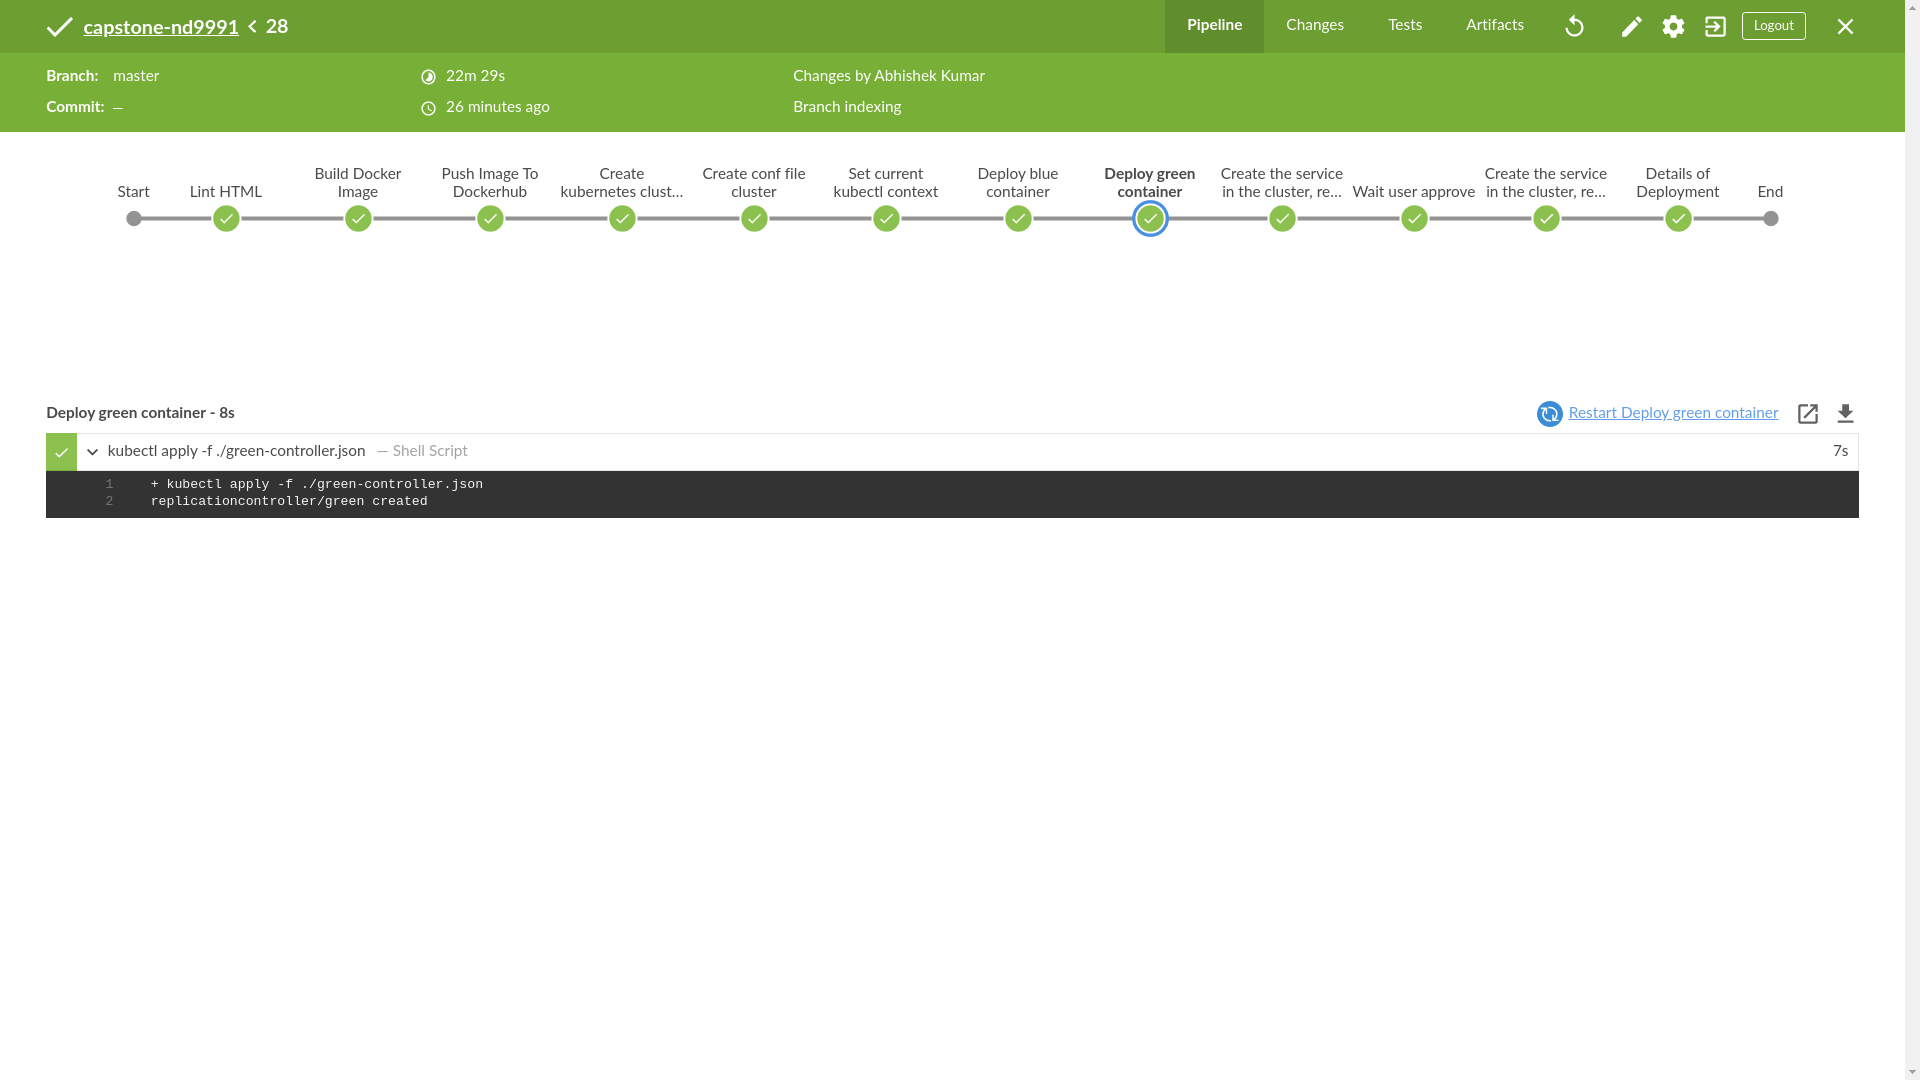 capstone-nd9991 < 28
Pipeline Changes Tests Artifacts Logout
Branch: master
22m 29s
Changes by Abhishek Kumar
Commit: —
26 minutes ago
Branch indexing
Start
Lint HTML
Build Docker
Image
Push Image To
Dockerhub
Create
kubernetes clust...
Create conf file
cluster
Set current
kubectl context
Deploy blue
container
Deploy green
container
Create the service
in the cluster, re...
Wait user approve
Create the service
in the cluster, re...
Details of
Deployment
End
Deploy green container - 8s
Restart Deploy green container
kubectl apply -f ./green-controller.json — Shell Script 7s
1 + kubectl apply -f ./green-controller.json
2 replicationcontroller/green created